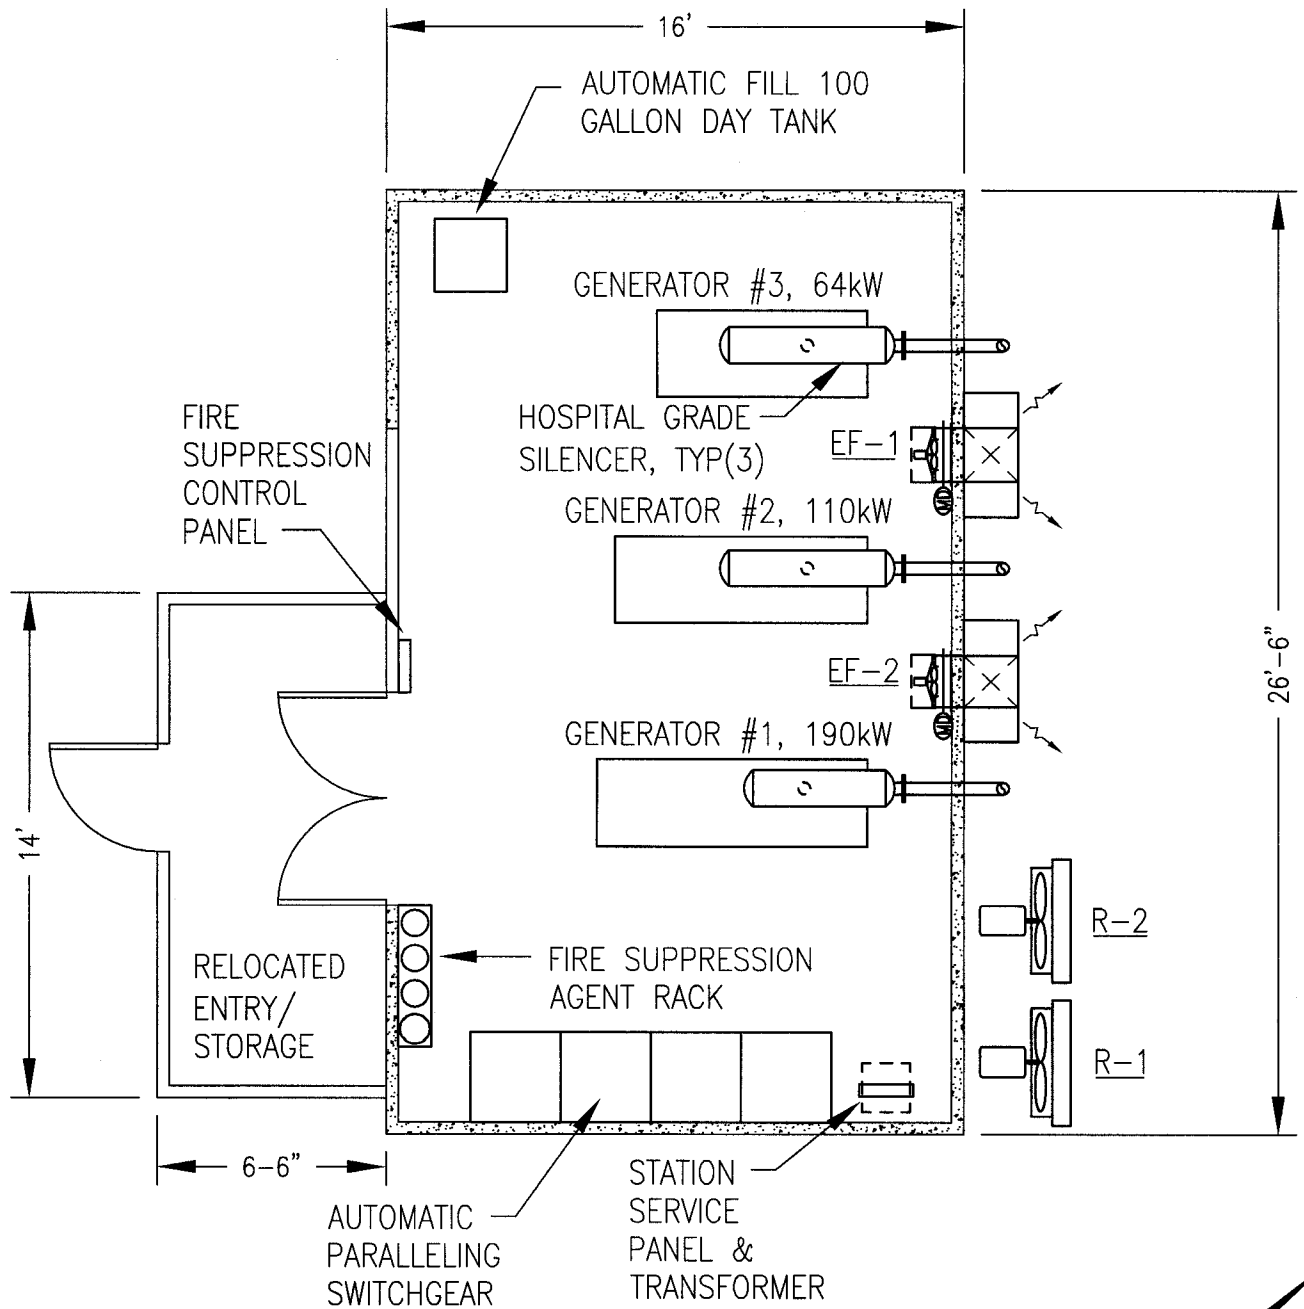 16'
AUTOMATIC FILL 100
GALLON DAY TANK
GENERATOR #3, 64kW
HOSPITAL GRADE
SILENCER, TYP(3)
EF-1
MD
FIRE
SUPPRESSION
CONTROL
PANEL
GENERATOR #2, 110kW
EF-2
MD
26'-6"
GENERATOR #1, 190kW
14'
R-2
RELOCATED
ENTRY/
STORAGE
FIRE SUPPRESSION
AGENT RACK
R-1
6-6"
AUTOMATIC
PARALLELING
SWITCHGEAR
STATION
SERVICE
PANEL &
TRANSFORMER